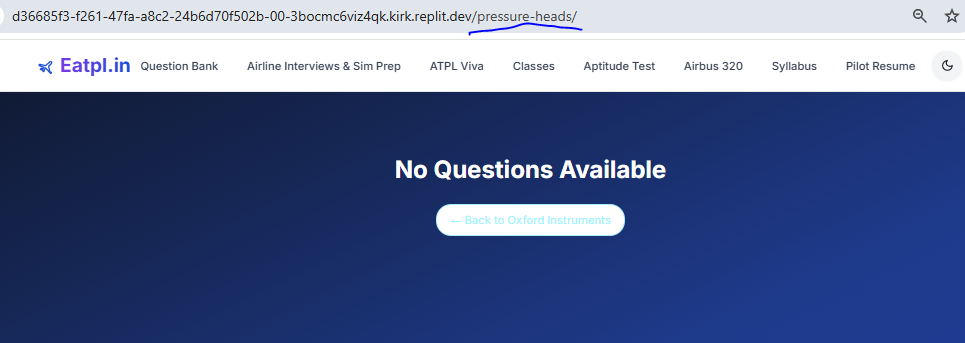 d36685f3-f261-47fa-a8c2-24b6d70f502b-00-3bocmc6viz4qk.kirk.replit.dev/pressure-heads/
Eatpl.in Question Bank Airline Interviews & Sim Prep ATPL Viva Classes Aptitude Test Airbus 320 Syllabus Pilot Resume
No Questions Available
← Back to Oxford Instruments